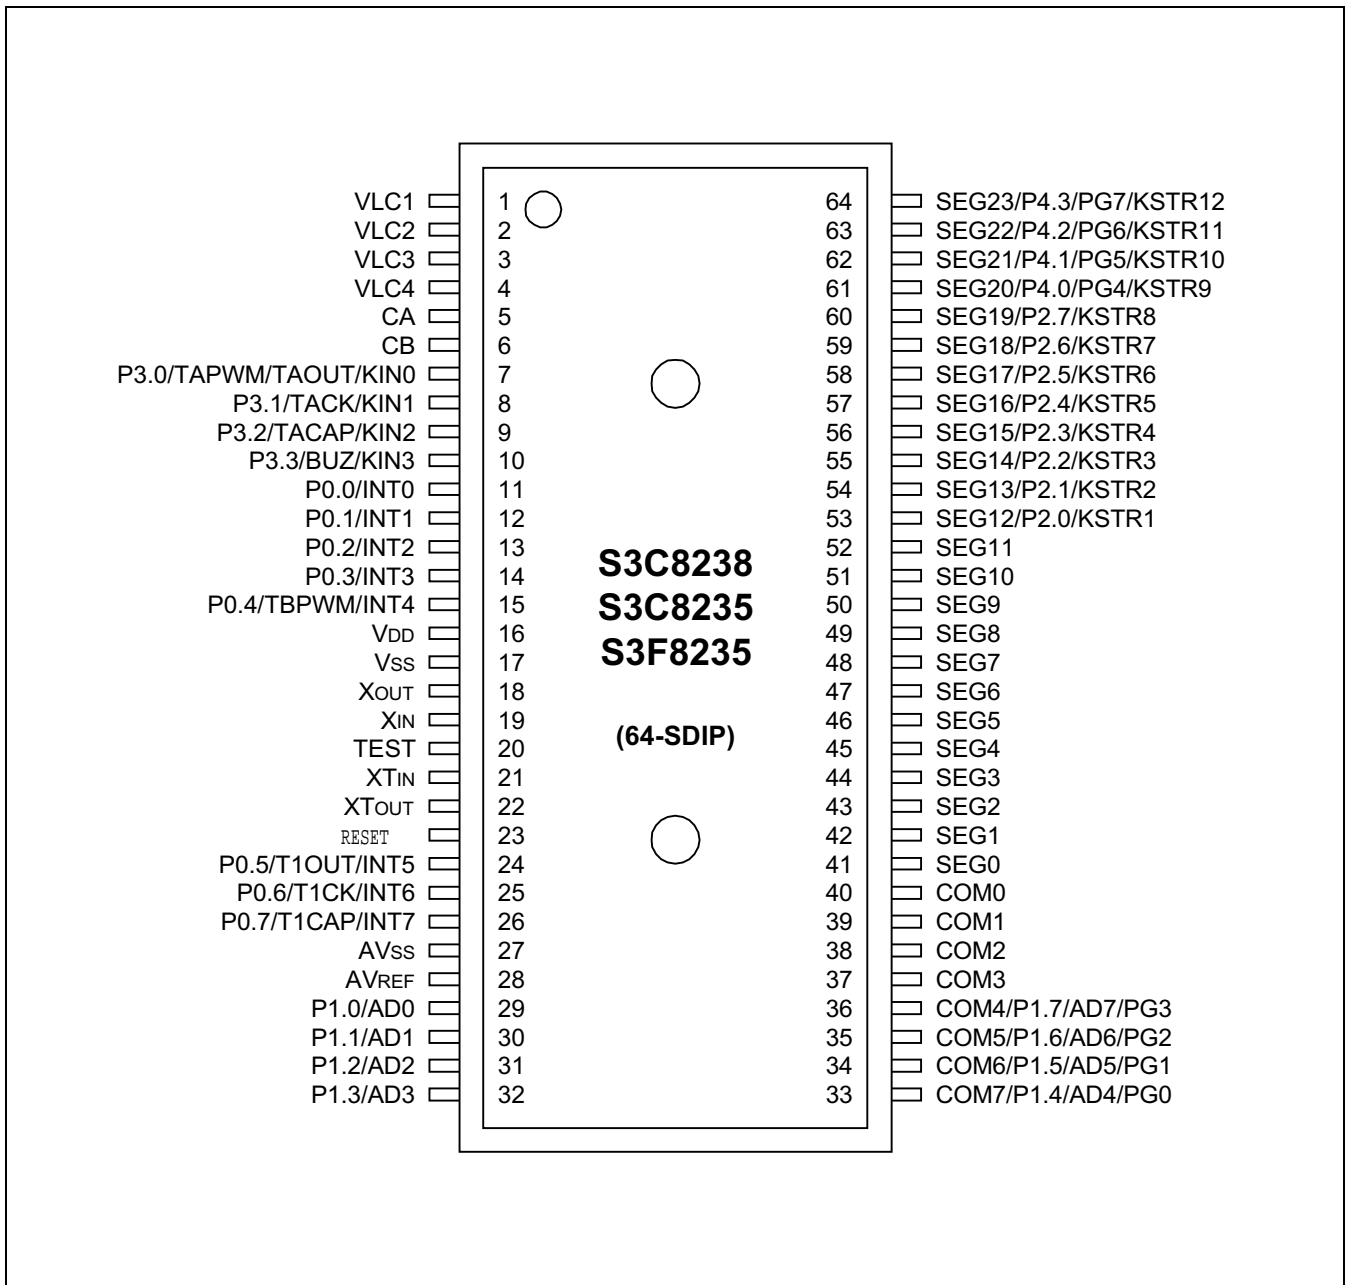 VLC1 1 64 SEG23/P4.3/PG7/KSTR12
VLC2 2 63 SEG22/P4.2/PG6/KSTR11
VLC3 3 62 SEG21/P4.1/PG5/KSTR10
VLC4 4 61 SEG20/P4.0/PG4/KSTR9
CA 5 60 SEG19/P2.7/KSTR8
CB 6 59 SEG18/P2.6/KSTR7
P3.0/TAPWM/TAOUT/KIN0 7 58 SEG17/P2.5/KSTR6
P3.1/TACK/KIN1 8 57 SEG16/P2.4/KSTR5
P3.2/TACAP/KIN2 9 56 SEG15/P2.3/KSTR4
P3.3/BUZ/KIN3 10 55 SEG14/P2.2/KSTR3
P0.0/INT0 11 54 SEG13/P2.1/KSTR2
P0.1/INT1 12 53 SEG12/P2.0/KSTR1
P0.2/INT2 13 52 SEG11
P0.3/INT3 14 51 SEG10
P0.4/TBPWM/INT4 15 50 SEG9
VDD 16 49 SEG8
VSS 17 48 SEG7
XOUT 18 47 SEG6
XIN 19 46 SEG5
TEST 20 45 SEG4
XTIN 21 44 SEG3
XTOUT 22 43 SEG2
RESET 23 42 SEG1
P0.5/T1OUT/INT5 24 41 SEG0
P0.6/T1CK/INT6 25 40 COM0
P0.7/T1CAP/INT7 26 39 COM1
AVSS 27 38 COM2
AVREF 28 37 COM3
P1.0/AD0 29 36 COM4/P1.7/AD7/PG3
P1.1/AD1 30 35 COM5/P1.6/AD6/PG2
P1.2/AD2 31 34 COM6/P1.5/AD5/PG1
P1.3/AD3 32 33 COM7/P1.4/AD4/PG0
S3C8238
S3C8235
S3F8235
(64-SDIP)